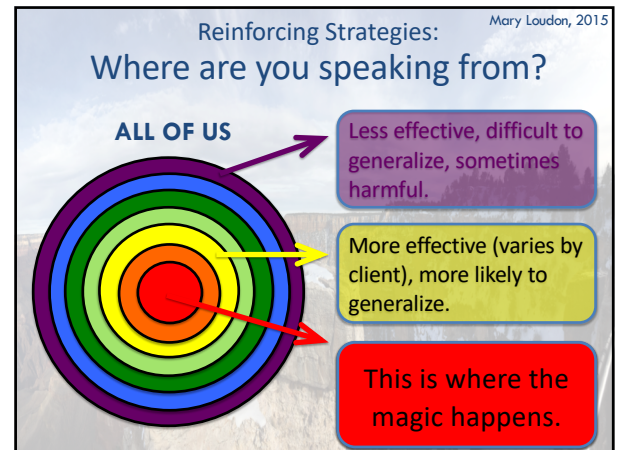 Mary Loudon, 2015
Reinforcing Strategies:
Where are you speaking from?
ALL OF US
Less effective, difficult to
generalize, sometimes
harmful.
More effective (varies by
client), more likely to
generalize.
This is where the
magic happens.